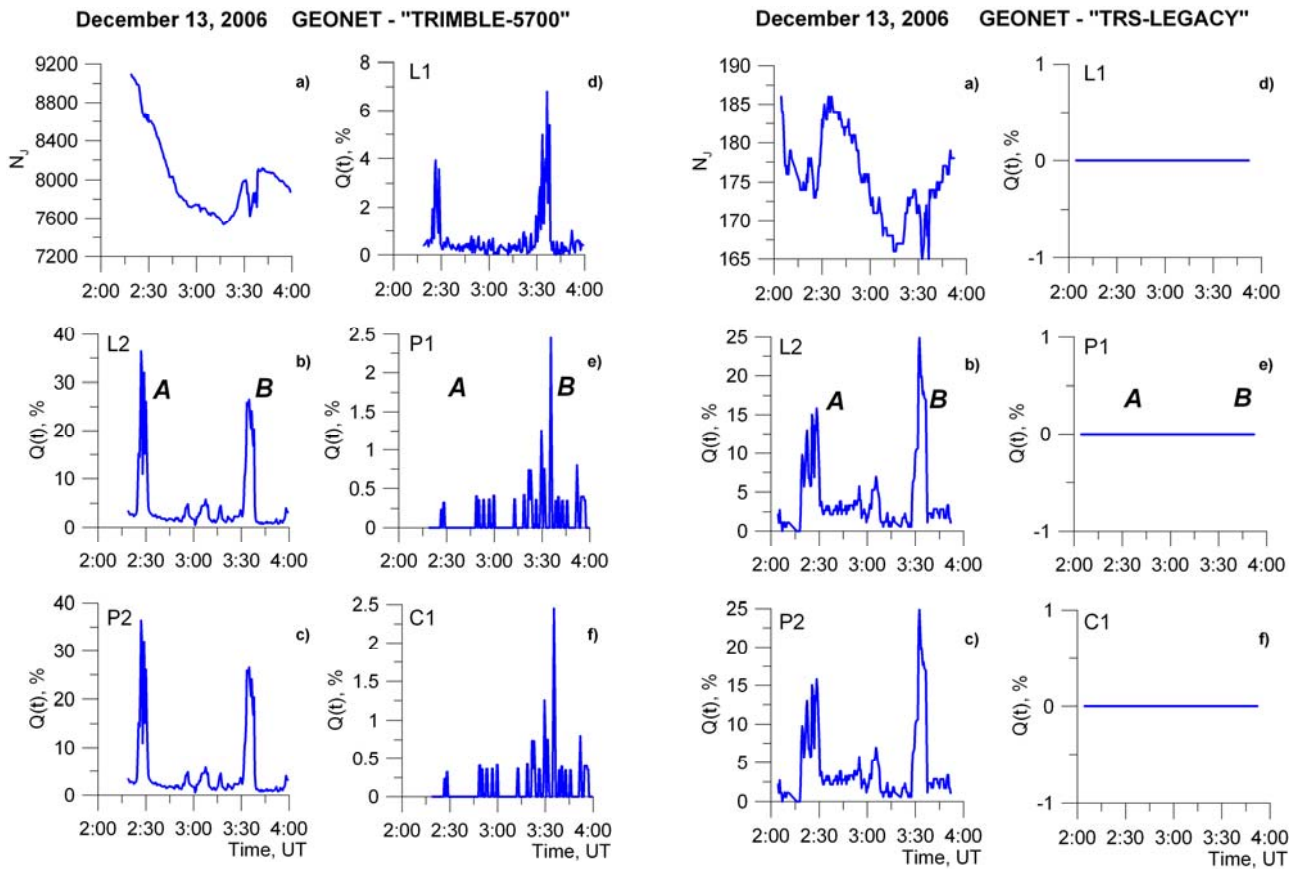 December 13, 2006 GEONET - "TRIMBLE-5700"
a)
N_J
9200
8800
8400
8000
7600
7200
2:00 2:30 3:00 3:30 4:00
L1
d)
Q(t), %
8
6
4
2
0
2:00 2:30 3:00 3:30 4:00
L2
b)
A B
Q(t), %
40
30
20
10
0
2:00 2:30 3:00 3:30 4:00
P1
e)
A B
Q(t), %
2.5
2
1.5
1
0.5
0
2:00 2:30 3:00 3:30 4:00
P2
c)
Q(t), %
40
30
20
10
0
2:00 2:30 3:00 3:30 4:00
Time, UT
C1
f)
Q(t), %
2.5
2
1.5
1
0.5
0
2:00 2:30 3:00 3:30 4:00
Time, UT
December 13, 2006 GEONET - "TRS-LEGACY"
a)
N_J
190
185
180
175
170
165
2:00 2:30 3:00 3:30 4:00
L1
d)
Q(t), %
1
0
-1
2:00 2:30 3:00 3:30 4:00
L2
b)
A B
Q(t), %
25
20
15
10
5
0
2:00 2:30 3:00 3:30 4:00
P1
e)
A B
Q(t), %
1
0
-1
2:00 2:30 3:00 3:30 4:00
P2
c)
Q(t), %
25
20
15
10
5
0
2:00 2:30 3:00 3:30 4:00
Time, UT
C1
f)
Q(t), %
1
0
-1
2:00 2:30 3:00 3:30 4:00
Time, UT